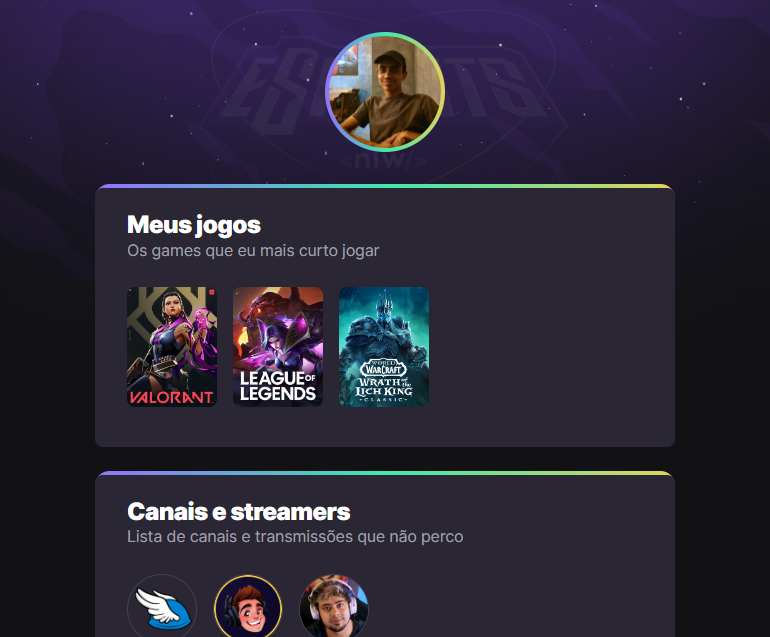 ESPORTS
<nlw/>
Meus jogos
Os games que eu mais curto jogar
VALORANT
LEAGUE OF
LEGENDS
WORLD
WARCRAFT
WRATH of the
LICH KING
CLASSIC
Canais e streamers
Lista de canais e transmissões que não perco